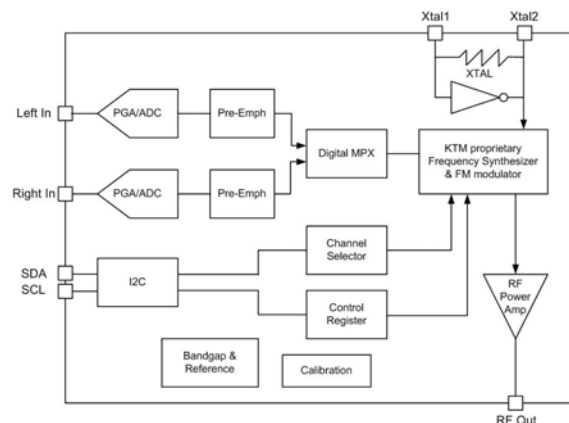 Xtal1
Xtal2
XTAL
Left In
PGA/ADC
Pre-Emph
Digital MPX
KTM proprietary
Frequency Synthesizer
& FM modulator
Right In
PGA/ADC
Pre-Emph
SDA
SCL
I2C
Channel
Selector
Control
Register
RF
Power
Amp
Bandgap &
Reference
Calibration
RF Out